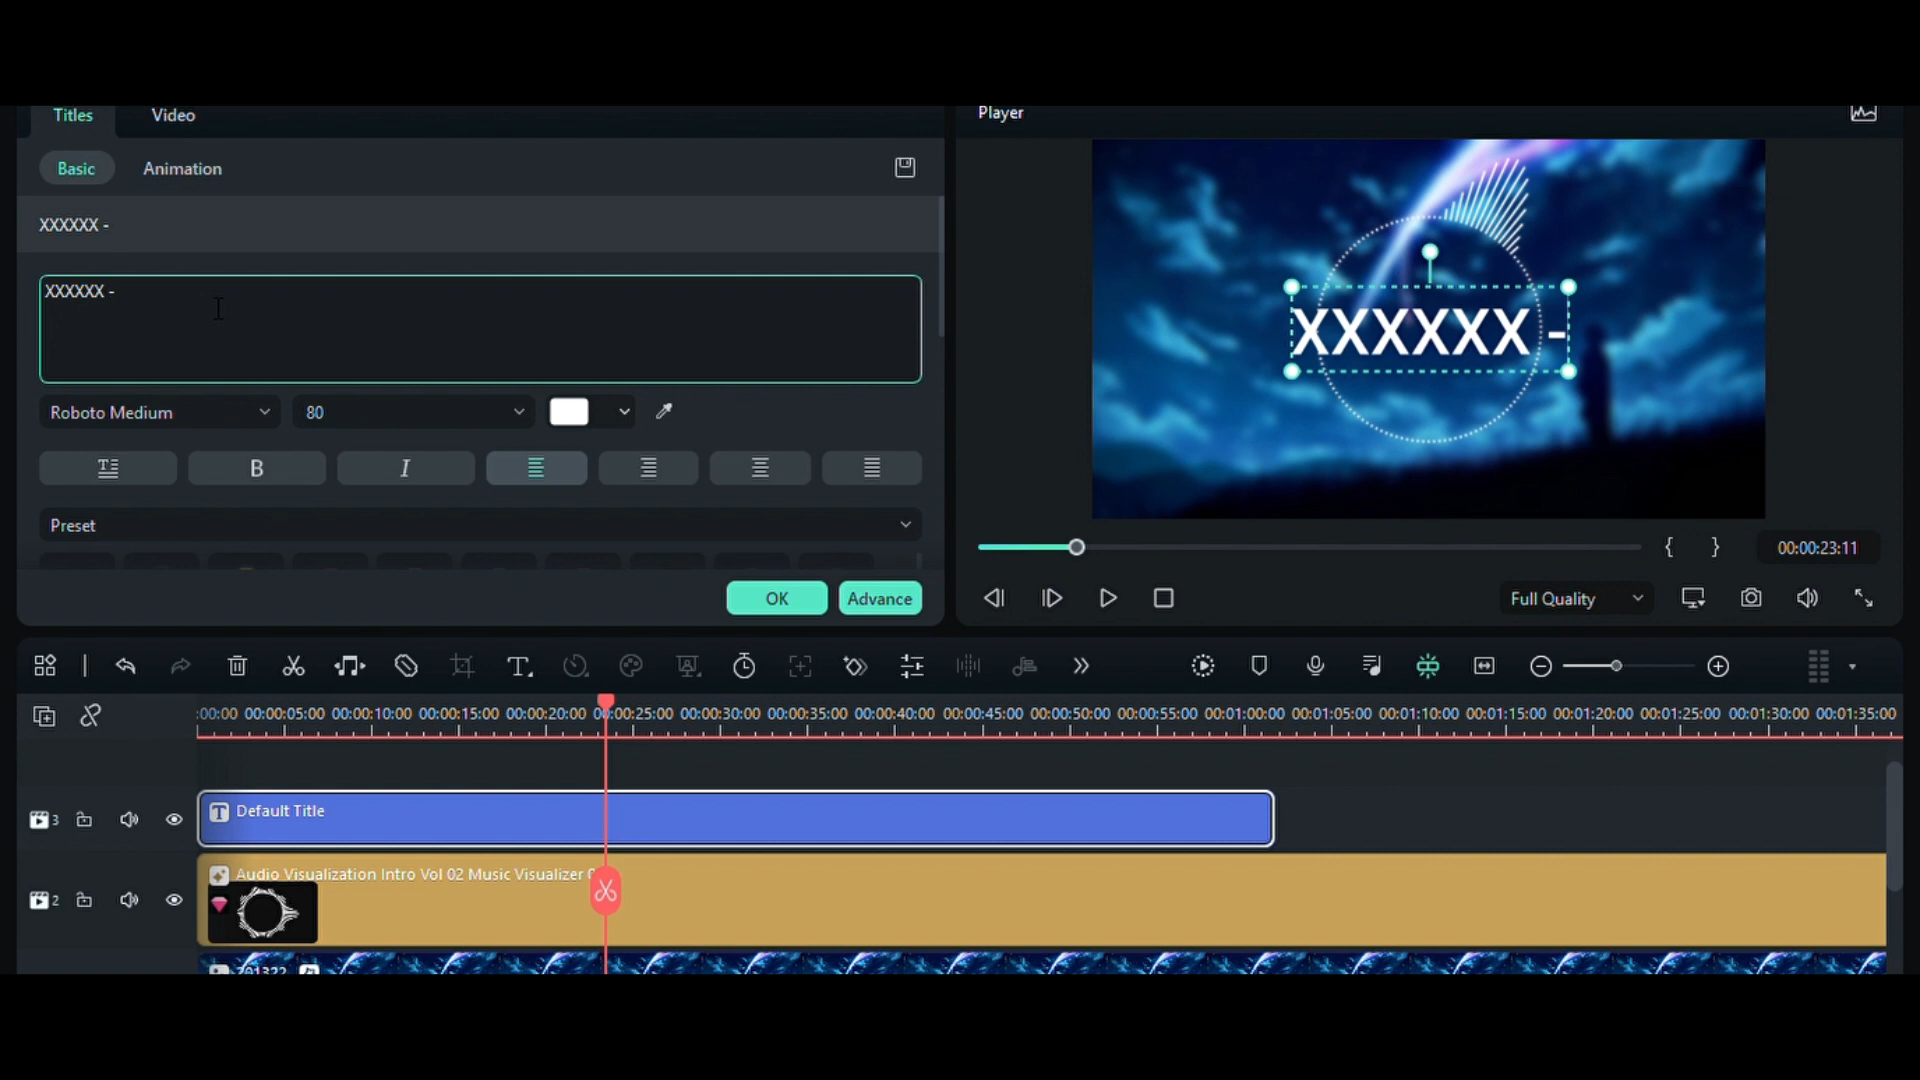 Titles Video
Player
Basic Animation
XXXXXX -
XXXXXX -
XXXXXX -
Roboto Medium 80
B I
Preset
OK Advance
{ } 00:00:23:11
Full Quality
:00:00 00:00:05:00 00:00:10:00 00:00:15:00 00:00:20:00 00:00:25:00 00:00:30:00 00:00:35:00 00:00:40:00 00:00:45:00 00:00:50:00 00:00:55:00 00:01:00:00 00:01:05:00 00:01:10:00 00:01:15:00 00:01:20:00 00:01:25:00 00:01:30:00 00:01:35:00
3 T Default Title
Audio Visualization Intro Vol 02 Music Visualizer
2